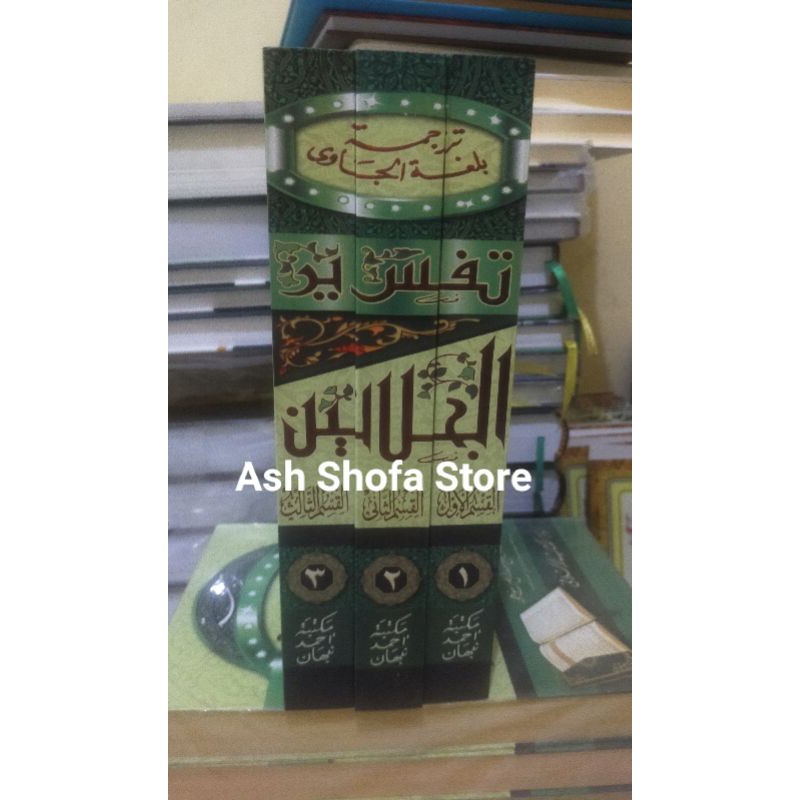 ترجمة
بلغة الجاوى
تفسير
الجلالين
Ash Shofa Store
القسم الأول
القسم الثانى
القسم الثالث
١
٢
٣
مكتبة
احمد
نبهان
مكتبة
احمد
نبهان
مكتبة
احمد
نبهان